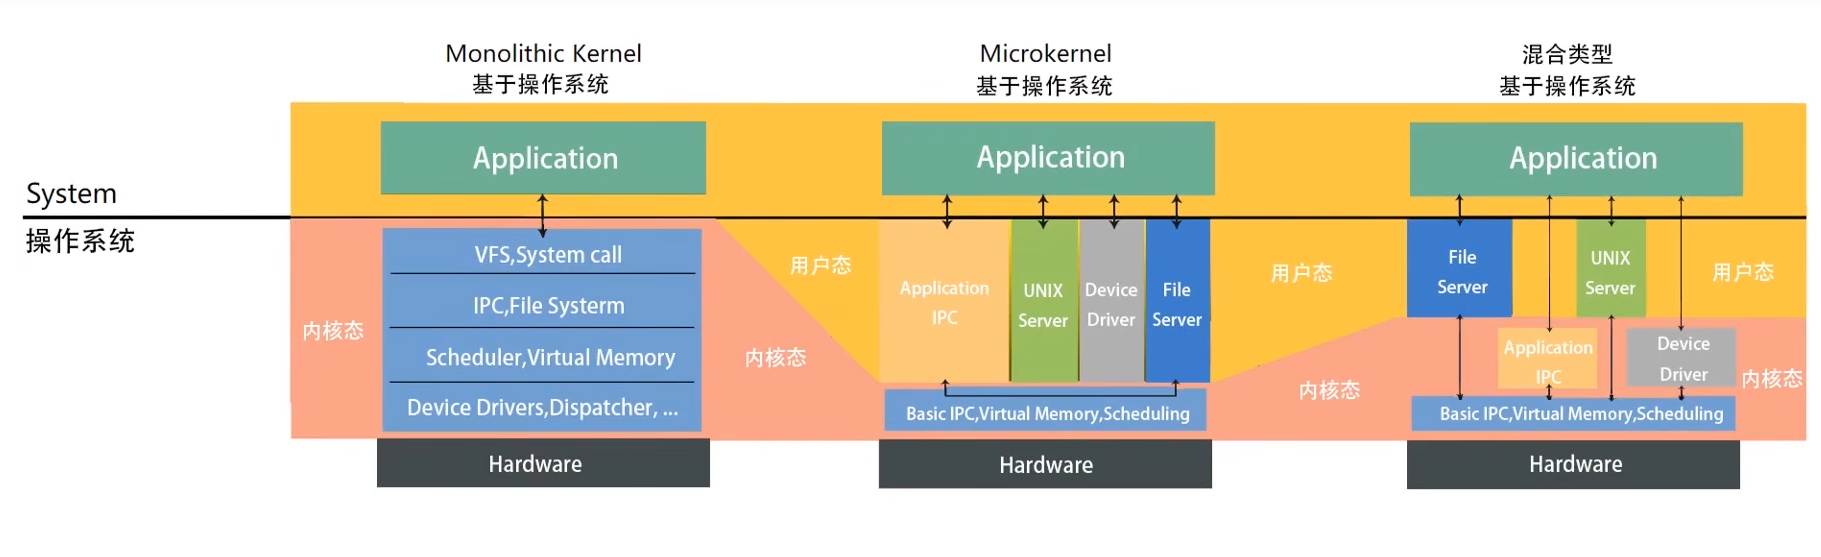 Monolithic Kernel
基于操作系统
Microkernel
基于操作系统
混合类型
基于操作系统
System
操作系统
Application
VFS,System call
IPC,File Systerm
Scheduler,Virtual Memory
Device Drivers,Dispatcher, ...
Hardware
内核态
内核态
用户态
Application
Application
IPC
UNIX
Server
Device
Driver
File
Server
Basic IPC,Virtual Memory,Scheduling
Hardware
用户态
内核态
Application
File
Server
UNIX
Server
用户态
Application
IPC
Device
Driver
内核态
Basic IPC,Virtual Memory,Scheduling
Hardware